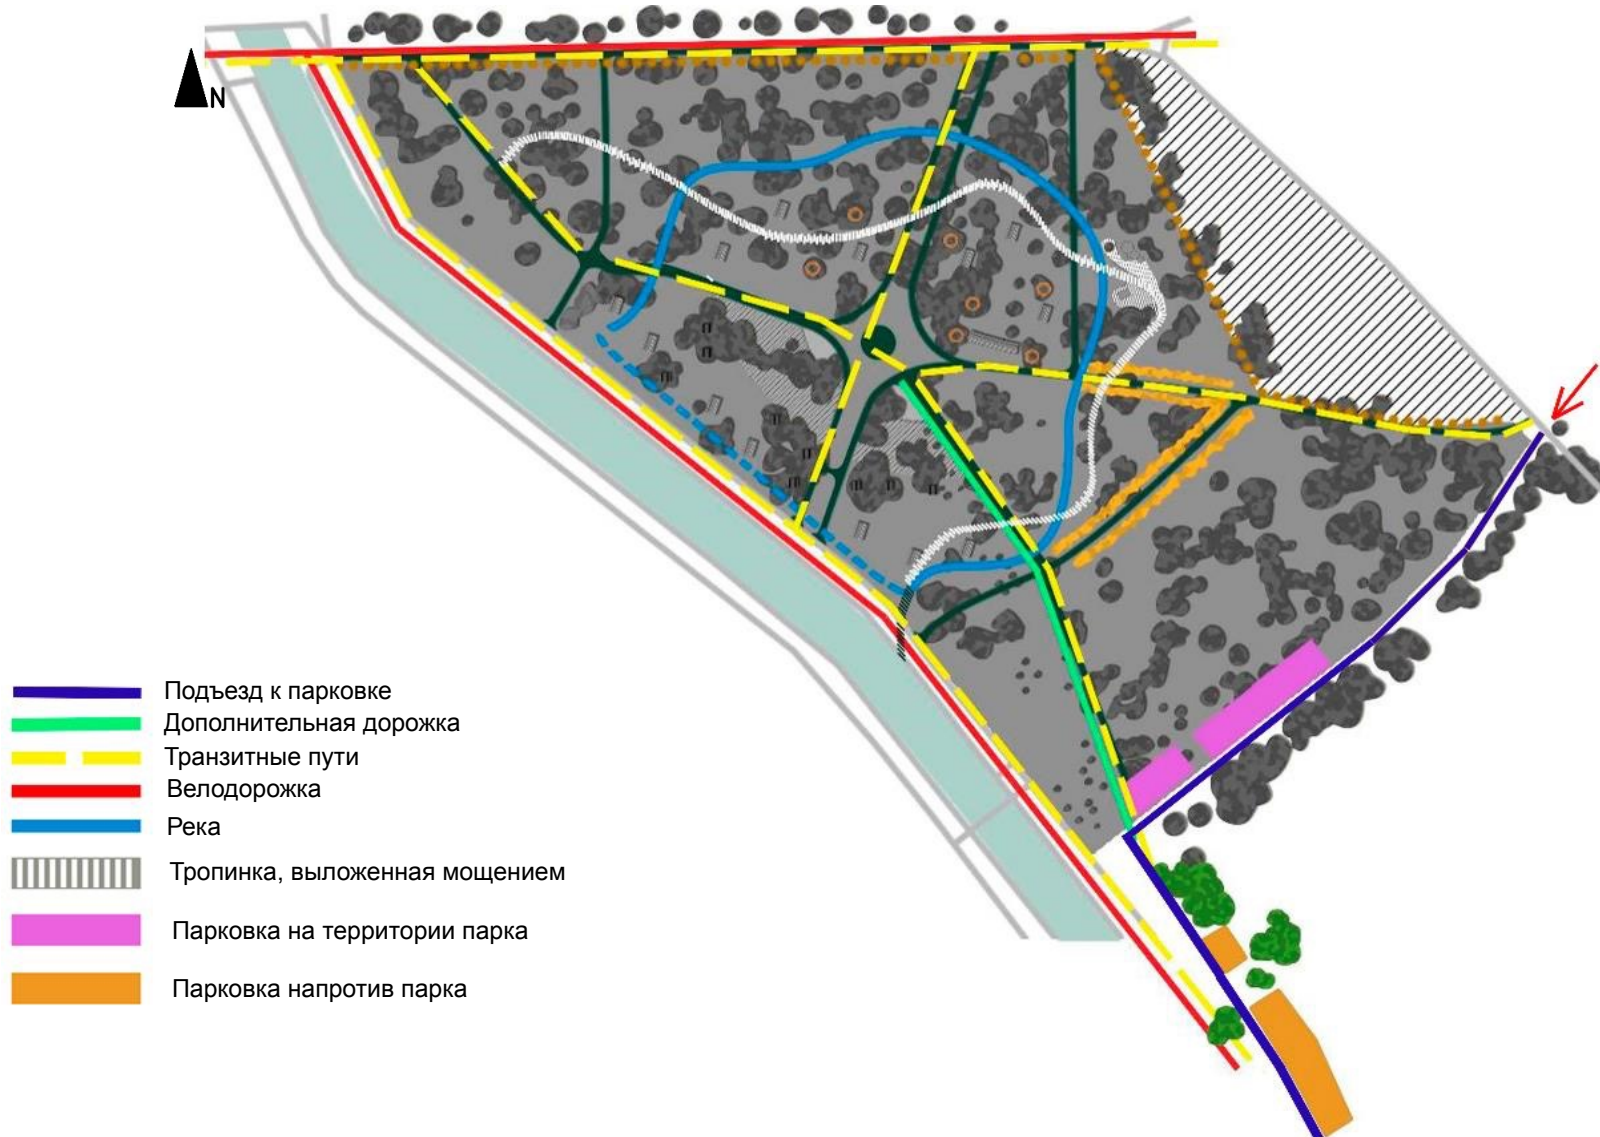 N
Подъезд к парковке
Дополнительная дорожка
Транзитные пути
Велодорожка
Река
Тропинка, выложенная мощением
Парковка на территории парка
Парковка напротив парка